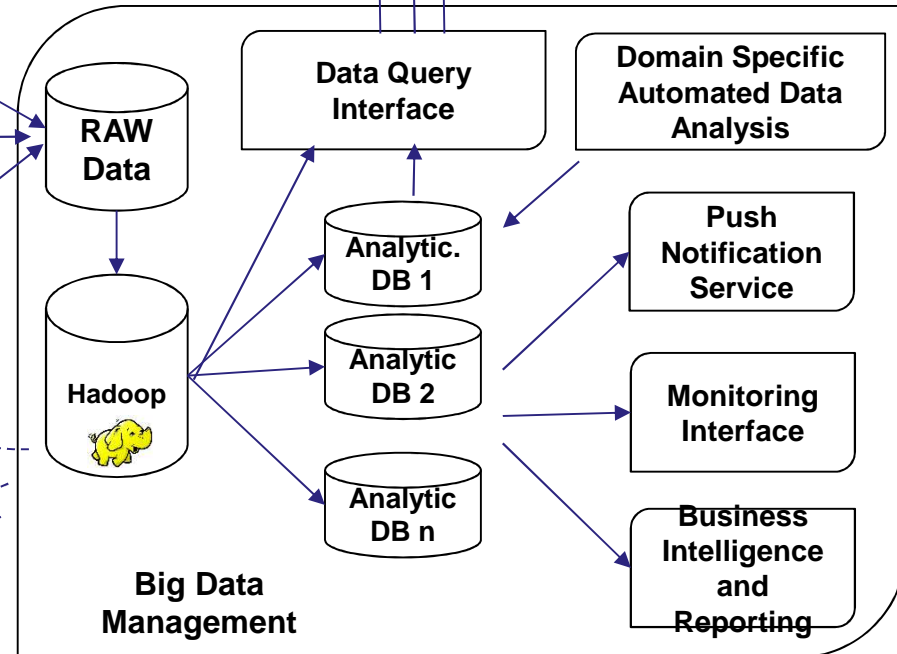 Data Query
Interface
Domain Specific
Automated Data
Analysis
RAW
Data
Analytic.
DB 1
Push
Notification
Service
Hadoop
Analytic
DB 2
Monitoring
Interface
Analytic
DB n
Business
Intelligence
and
Reporting
Big Data
Management